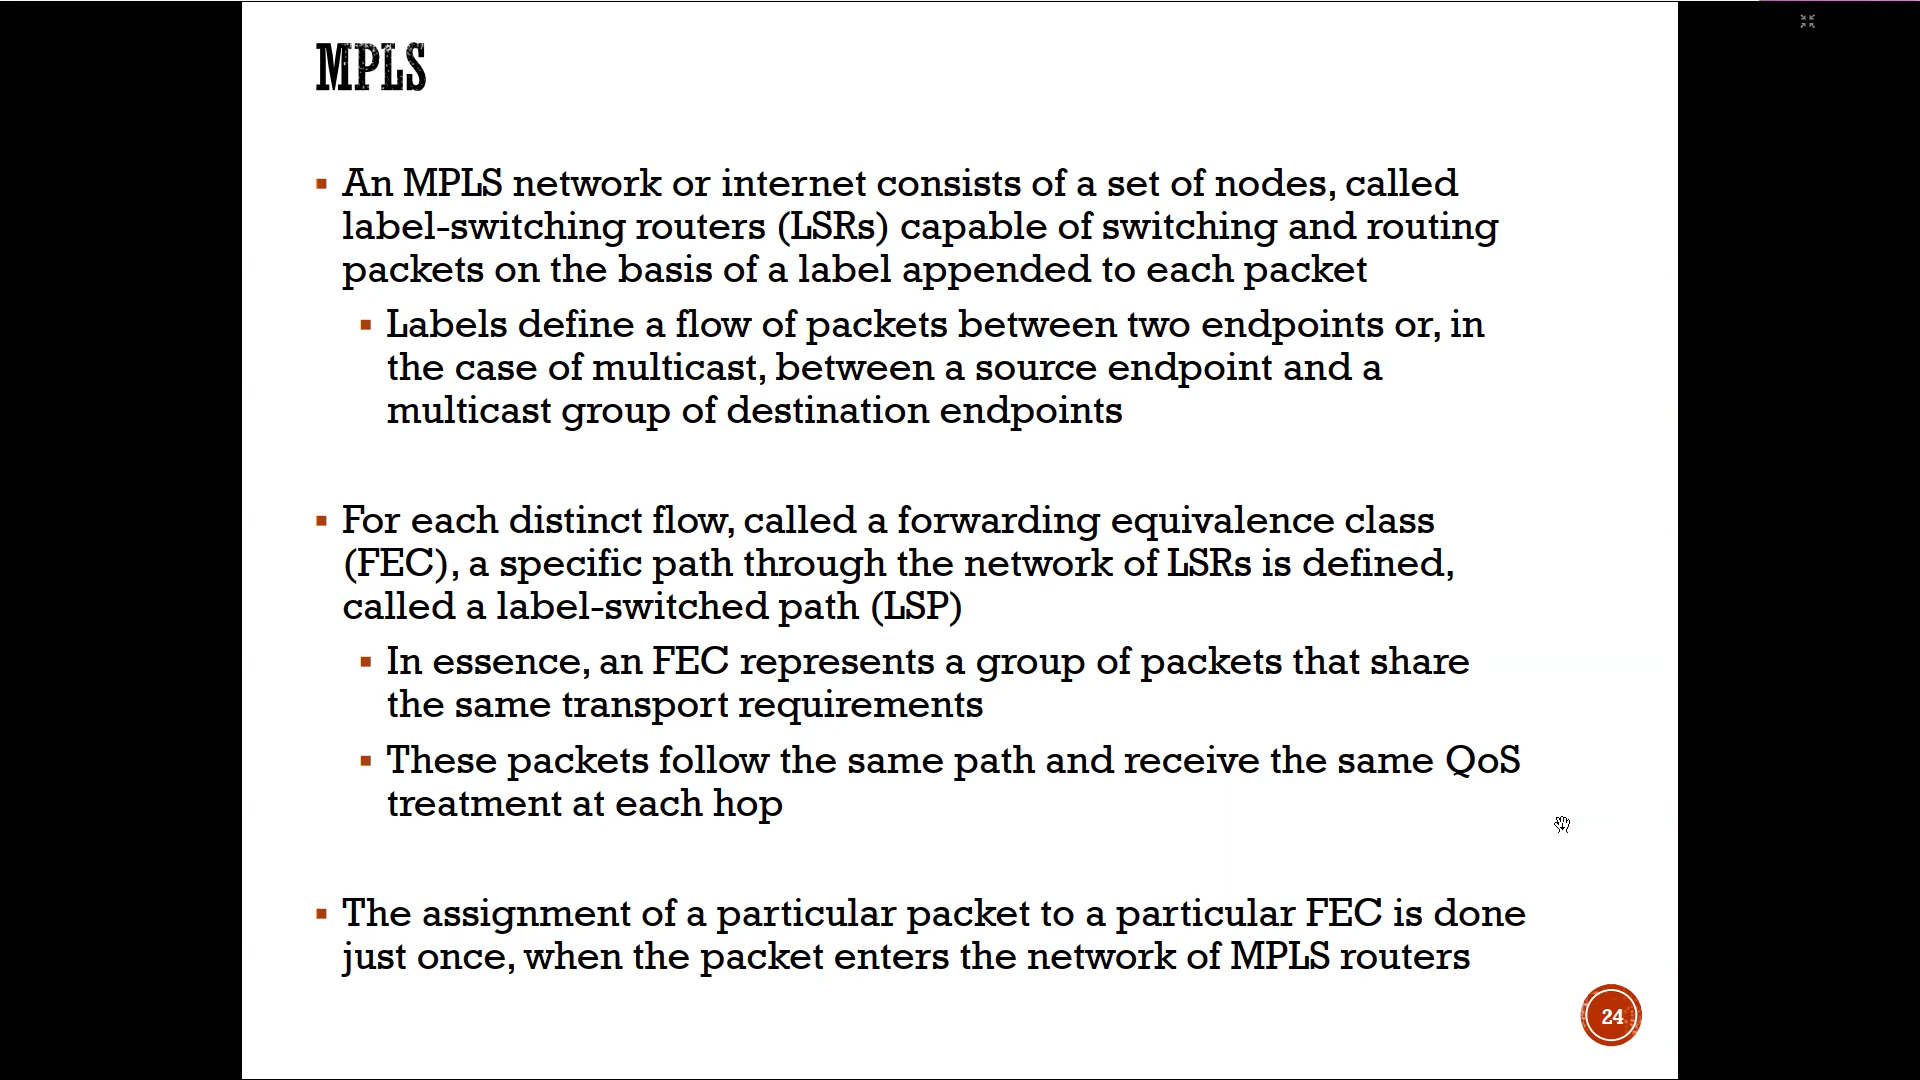 MPLS
▪ An MPLS network or internet consists of a set of nodes, called
label-switching routers (LSRs) capable of switching and routing
packets on the basis of a label appended to each packet
▪ Labels define a flow of packets between two endpoints or, in
the case of multicast, between a source endpoint and a
multicast group of destination endpoints
▪ For each distinct flow, called a forwarding equivalence class
(FEC), a specific path through the network of LSRs is defined,
called a label-switched path (LSP)
▪ In essence, an FEC represents a group of packets that share
the same transport requirements
▪ These packets follow the same path and receive the same QoS
treatment at each hop
▪ The assignment of a particular packet to a particular FEC is done
just once, when the packet enters the network of MPLS routers
24